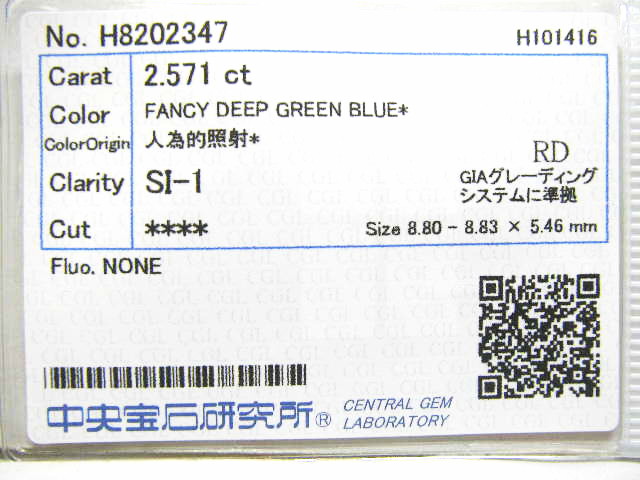 No. H8202347
H101416
Carat 2.571 ct
Color FANCY DEEP GREEN BLUE*
ColorOrigin 人為的照射*
RD
Clarity SI-1
GIAグレーディング
システムに準拠
Cut ****
Size 8.80 - 8.83 × 5.46 mm
Fluo. NONE
中央宝石研究所®
CENTRAL GEM
LABORATORY